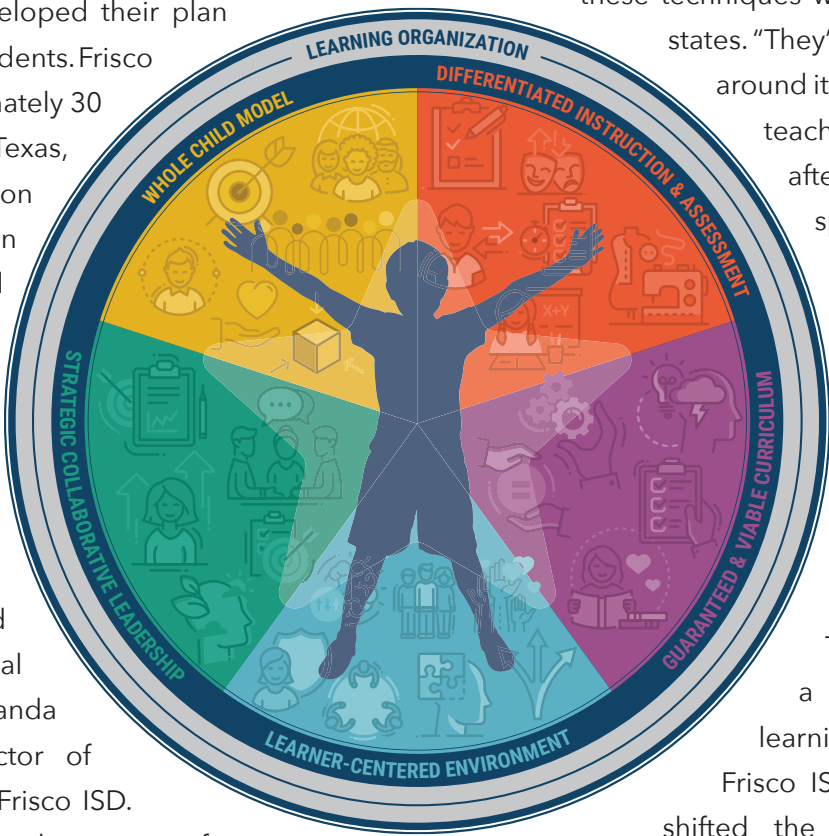 eloped their plan
dents. Frisco
nately 30
Texas,
on
n
d
al
anda
ctor of
Frisco ISD.
LEARNING ORGANIZATION
WHOLE CHILD MODEL
DIFFERENTIATED INSTRUCTION & ASSESSMENT
X+Y
STRATEGIC COLLABORATIVE LEADERSHIP
GUARANTEED & VIABLE CURRICULUM
LEARNER-CENTERED ENVIRONMENT
these techniques w
states. “They’
around it
teach
afte
sp
a
learni
Frisco IS
shifted the